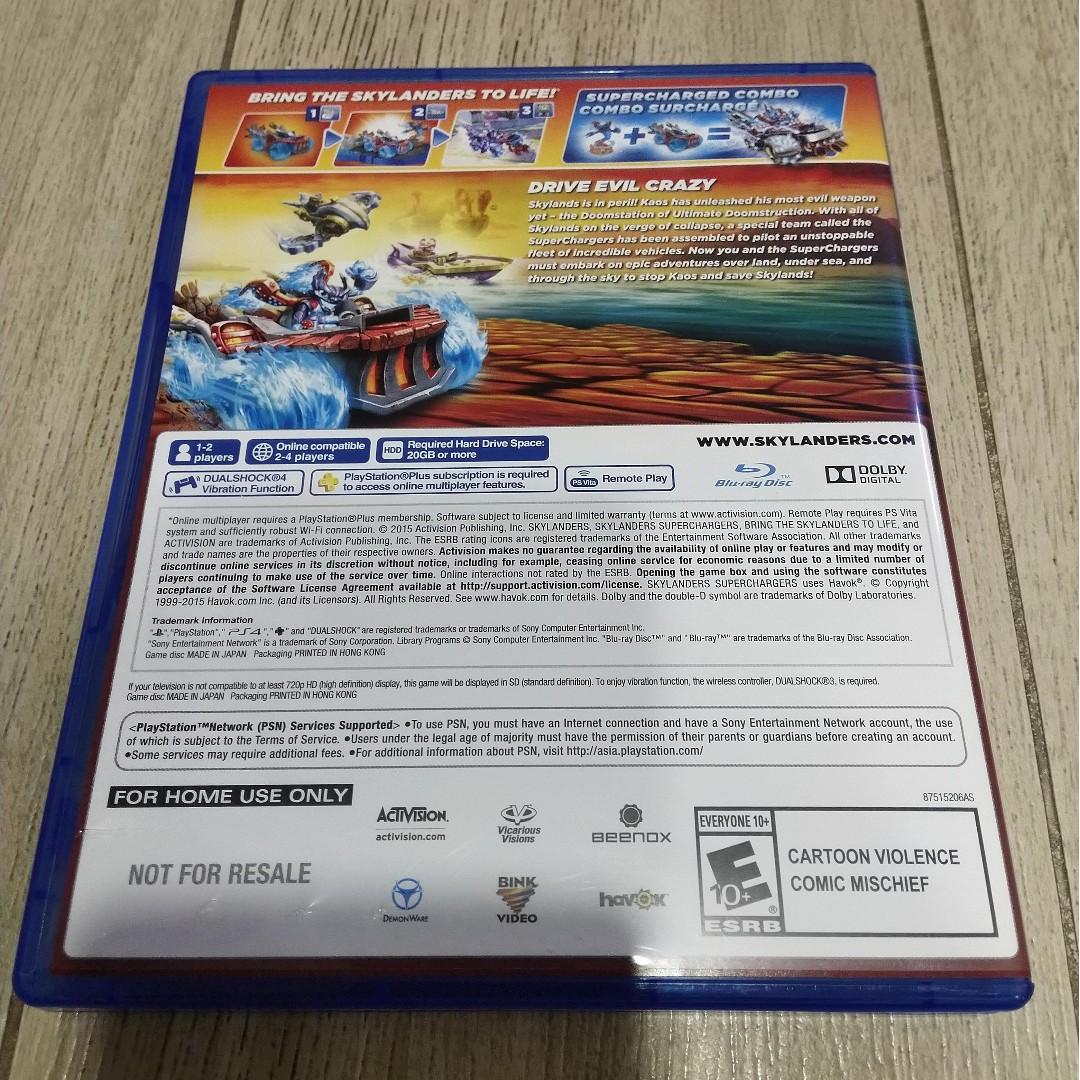 BRING THE SKYLANDERS TO LIFE!
1 2 3
SUPERCHARGED COMBO
COMBO SURCHARGÉ
+ =
DRIVE EVIL CRAZY
Skylands is in peril! Kaos has unleashed his most evil weapon
yet – the Doomstation of Ultimate Doomstruction. With all of
Skylands on the verge of collapse, a special team called the
SuperChargers has been assembled to pilot an unstoppable
fleet of incredible vehicles. Now you and the SuperChargers
must embark on epic adventures over land, under sea, and
through the sky to stop Kaos and save Skylands!
1-2
players
Online compatible
2-4 players
HDD
Required Hard Drive Space:
20GB or more
WWW.SKYLANDERS.COM
DUALSHOCK®4
Vibration Function
PlayStation®Plus subscription is required
to access online multiplayer features.
PS Vita Remote Play
Blu-ray Disc™
DOLBY
DIGITAL
*Online multiplayer requires a PlayStation®Plus membership. Software subject to license and limited warranty (terms at www.activision.com). Remote Play requires PS Vita
system and sufficiently robust Wi-Fi connection. © 2015 Activision Publishing, Inc. SKYLANDERS, SKYLANDERS SUPERCHARGERS, BRING THE SKYLANDERS TO LIFE, and
ACTIVISION are trademarks of Activision Publishing, Inc. The ESRB rating icons are registered trademarks of the Entertainment Software Association. All other trademarks
and trade names are the properties of their respective owners. Activision makes no guarantee regarding the availability of online play or features and may modify or
discontinue online services in its discretion without notice, including for example, ceasing online service for economic reasons due to a limited number of
players continuing to make use of the service over time. Online interactions not rated by the ESRB. Opening the game box and using the software constitutes
acceptance of the Software License Agreement available at http://support.activision.com/license. SKYLANDERS SUPERCHARGERS uses Havok®. © Copyright
1999-2015 Havok.com Inc. (and its Licensors). All Rights Reserved. See www.havok.com for details. Dolby and the double-D symbol are trademarks of Dolby Laboratories.
Trademark Information
" ", "PlayStation", "PS4", " " and "DUALSHOCK" are registered trademarks or trademarks of Sony Computer Entertainment Inc.
"Sony Entertainment Network" is a trademark of Sony Corporation. Library Programs © Sony Computer Entertainment Inc. "Blu-ray Disc™" and "Blu-ray™" are trademarks of the Blu-ray Disc Association.
Game disc MADE IN JAPAN Packaging PRINTED IN HONG KONG
If your television is not compatible to at least 720p HD (high definition) display, this game will be displayed in SD (standard definition). To enjoy vibration function, the wireless controller, DUALSHOCK®3, is required.
Game disc MADE IN JAPAN Packaging PRINTED IN HONG KONG
<PlayStation™Network (PSN) Services Supported> ●To use PSN, you must have an Internet connection and have a Sony Entertainment Network account, the use
of which is subject to the Terms of Service. ●Users under the legal age of majority must have the permission of their parents or guardians before creating an account.
●Some services may require additional fees. ●For additional information about PSN, visit http://asia.playstation.com/
FOR HOME USE ONLY
87515206AS
ACTIVISION.
activision.com
Vicarious
Visions
BEENOX
NOT FOR RESALE
DEMONWARE
BINK
VIDEO
havok
EVERYONE 10+
E
10+
®
ESRB
CARTOON VIOLENCE
COMIC MISCHIEF